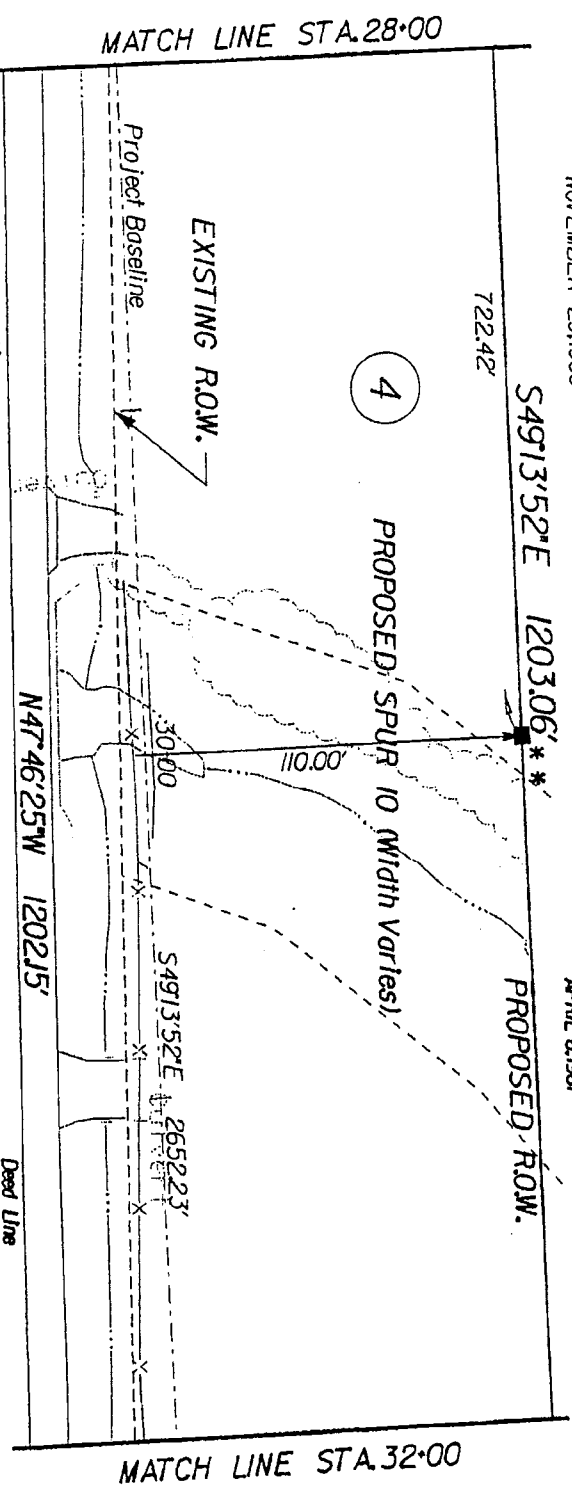 MATCH LINE STA.28+00
722.42'
S49°13'52"E 1203.06' **
PROPOSED R.O.W.
4
PROPOSED SPUR 10 (Width Varies)
EXISTING R.O.W.
Project Baseline
110.00'
30+00
S49°13'52"E 2652.23'
N47°46'25"W 1202.15'
Deed Line
MATCH LINE STA.32+00